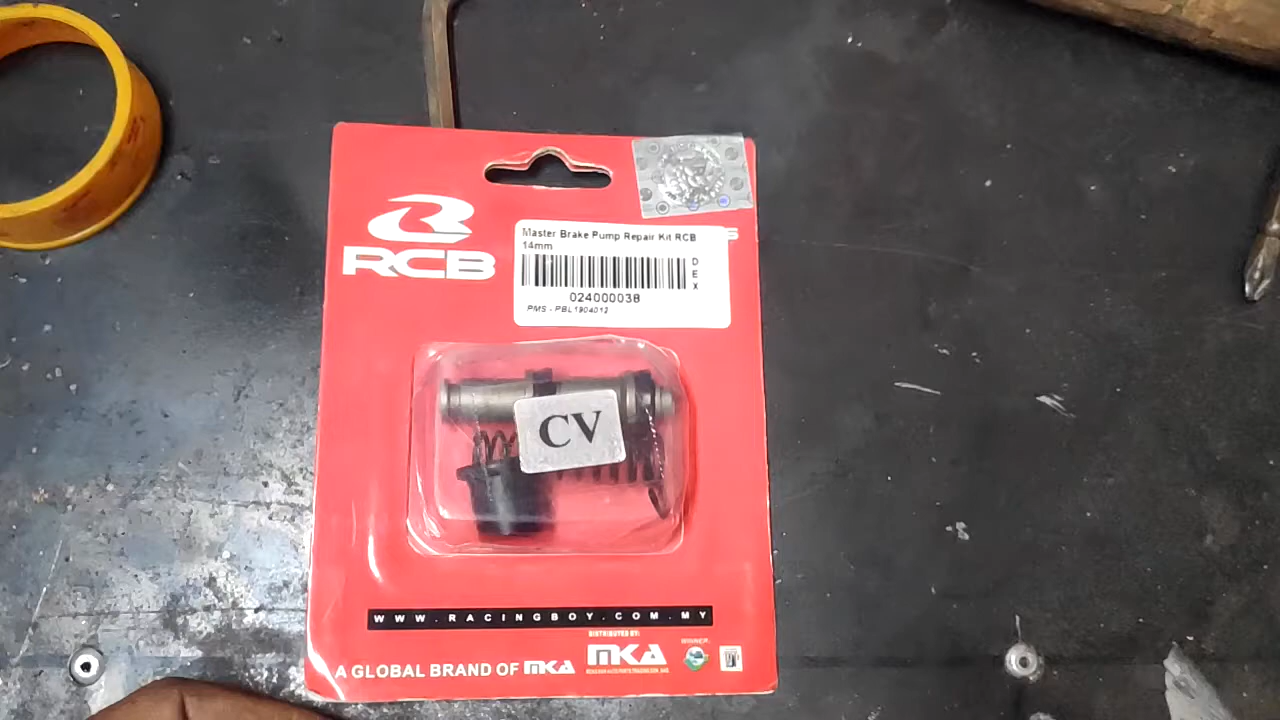 RCB
S
Master Brake Pump Repair Kit RCB
14mm
D
E
X
024000038
PMS - PBL1904012
CV
WWW.RACINGBOY.COM.MY
DISTRIBUTED BY:
MKA
WINNER
A GLOBAL BRAND OF MKA